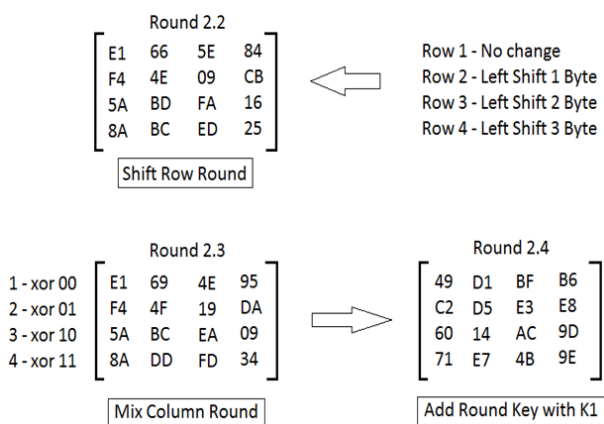 Round 2.2
E1 66 5E 84
F4 4E 09 CB
5A BD FA 16
8A BC ED 25
Shift Row Round
Row 1 - No change
Row 2 - Left Shift 1 Byte
Row 3 - Left Shift 2 Byte
Row 4 - Left Shift 3 Byte
Round 2.3
1 - xor 00 E1 69 4E 95
2 - xor 01 F4 4F 19 DA
3 - xor 10 5A BC EA 09
4 - xor 11 8A DD FD 34
Mix Column Round
Round 2.4
49 D1 BF B6
C2 D5 E3 E8
60 14 AC 9D
71 E7 4B 9E
Add Round Key with K1